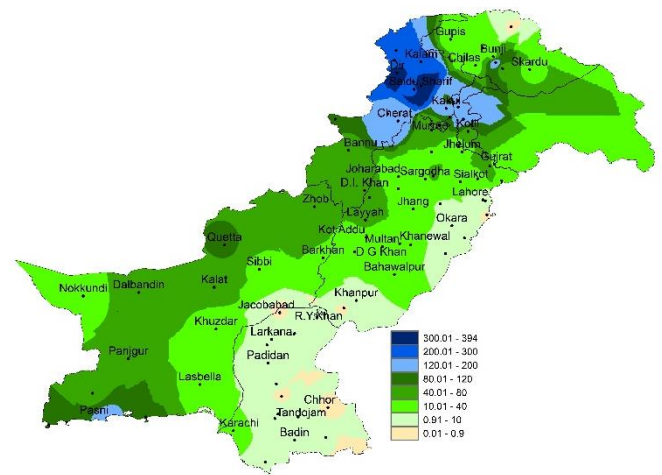 Gupis
Kalam
Chilas
Bunji
Skardu
Dir
Saidu Sharif
Cherat
Kakul
Murree
Kotli
Bannu
Jhelum
Gujrat
Joharabad
Sargodha
Sialkot
D.I. Khan
Zhob
Lahore
Layyah
Jhang
Okara
Quetta
Kot Addu
Multan
Khanewal
Barkhan
D G Khan
Sibbi
Bahawalpur
Nokkundi
Dalbandin
Kalat
Khanpur
Jacobabad
R.Y.Khan
Khuzdar
Larkana
Panjgur
Padidan
Lasbella
Chhor
Pasni
Tandojam
Karachi
Badin
300.01 - 394
200.01 - 300
120.01 - 200
80.01 - 120
40.01 - 80
10.01 - 40
0.91 - 10
0.01 - 0.9